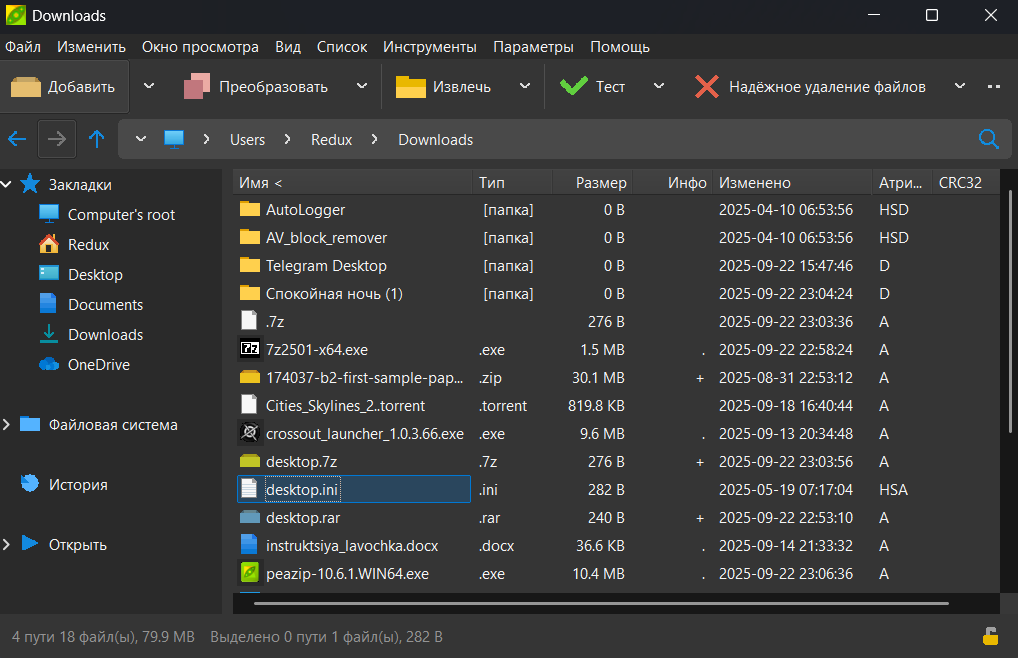 Downloads
Файл Изменить Окно просмотра Вид Список Инструменты Параметры Помощь
Добавить Преобразовать Извлечь Тест Надёжное удаление файлов
Users > Redux > Downloads
Закладки
Computer's root
Redux
Desktop
Documents
Downloads
OneDrive
Файловая система
История
Открыть
Имя < Тип Размер Инфо Изменено Атри... CRC32
AutoLogger [папка] 0 B 2025-04-10 06:53:56 HSD
AV_block_remover [папка] 0 B 2025-04-10 06:53:56 HSD
Telegram Desktop [папка] 0 B 2025-09-22 15:47:46 D
Спокойная ночь (1) [папка] 0 B 2025-09-22 23:04:24 D
.7z 276 B 2025-09-22 23:03:36 A
7z 7z2501-x64.exe .exe 1.5 MB . 2025-09-22 22:58:24 A
174037-b2-first-sample-pap... .zip 30.1 MB + 2025-08-31 22:53:12 A
Cities_Skylines_2..torrent .torrent 819.8 KB 2025-09-18 16:40:44 A
crossout_launcher_1.0.3.66.exe .exe 9.6 MB . 2025-09-13 20:34:48 A
desktop.7z .7z 276 B + 2025-09-22 23:03:56 A
desktop.ini .ini 282 B 2025-05-19 07:17:04 HSA
desktop.rar .rar 240 B + 2025-09-22 22:53:10 A
instruktsiya_lavochka.docx .docx 36.6 KB . 2025-09-14 21:33:32 A
peazip-10.6.1.WIN64.exe .exe 10.4 MB . 2025-09-22 23:06:36 A
4 пути 18 файл(ы), 79.9 MB Выделено 0 пути 1 файл(ы), 282 B